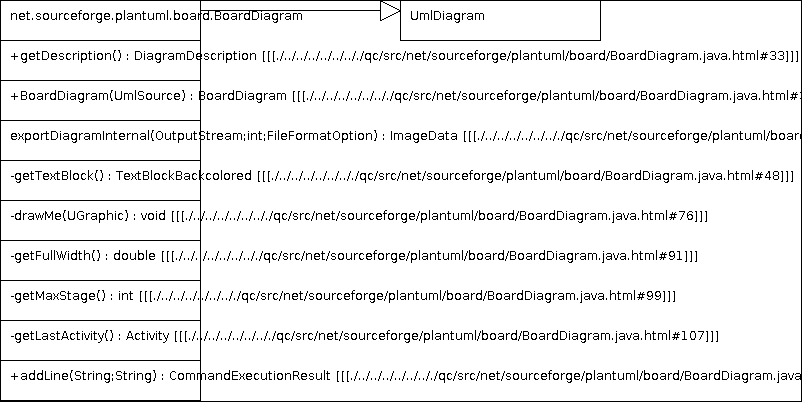 net.sourceforge.plantuml.board.BoardDiagram
UmlDiagram
+getDescription() : DiagramDescription [[[./../../../../../../qc/src/net/sourceforge/plantuml/board/BoardDiagram.java.html#33]]]
+BoardDiagram(UmlSource) : BoardDiagram [[[./../../../../../../qc/src/net/sourceforge/plantuml/board/BoardDiagram.java.html#
exportDiagramInternal(OutputStream;int;FileFormatOption) : ImageData [[[./../../../../../../qc/src/net/sourceforge/plantuml/board
-getTextBlock() : TextBlockBackcolored [[[./../../../../../../qc/src/net/sourceforge/plantuml/board/BoardDiagram.java.html#48]]]
-drawMe(UGraphic) : void [[[./../../../../../../qc/src/net/sourceforge/plantuml/board/BoardDiagram.java.html#76]]]
-getFullWidth() : double [[[./../../../../../../qc/src/net/sourceforge/plantuml/board/BoardDiagram.java.html#91]]]
-getMaxStage() : int [[[./../../../../../../qc/src/net/sourceforge/plantuml/board/BoardDiagram.java.html#99]]]
-getLastActivity() : Activity [[[./../../../../../../qc/src/net/sourceforge/plantuml/board/BoardDiagram.java.html#107]]]
+addLine(String;String) : CommandExecutionResult [[[./../../../../../../qc/src/net/sourceforge/plantuml/board/BoardDiagram.java